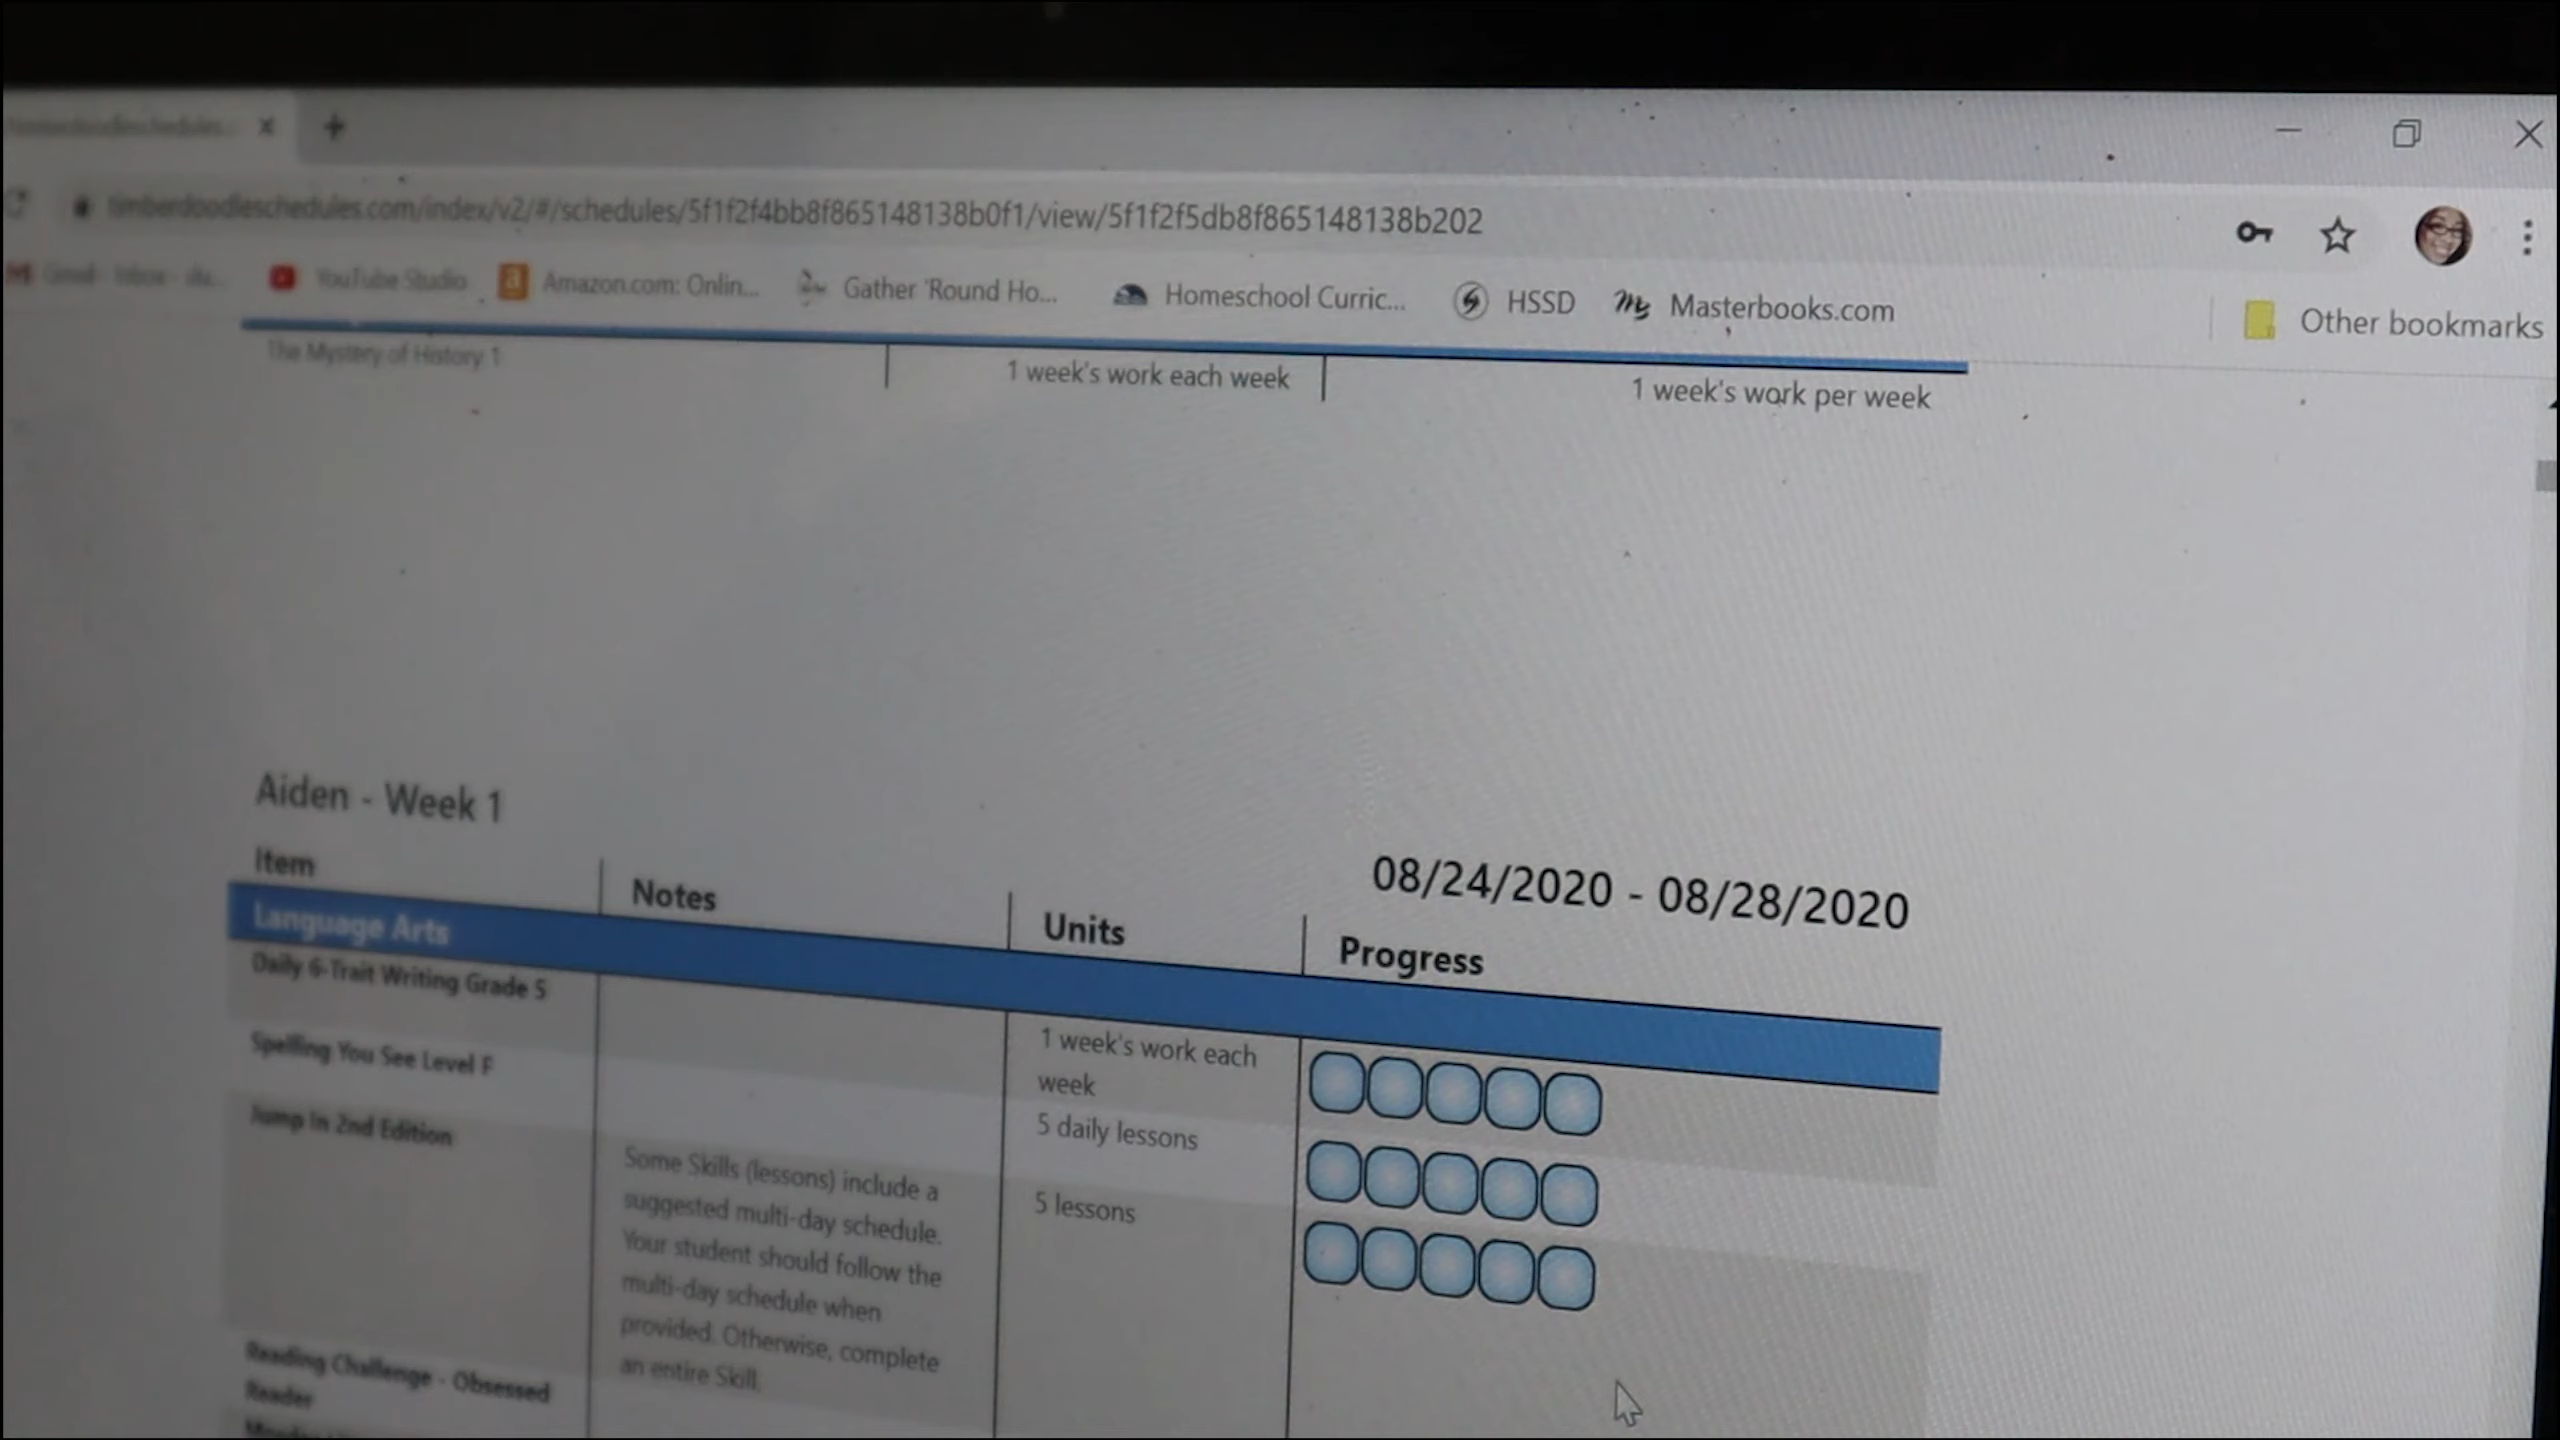 timberdoodleschedules...
timberdoodleschedules.com/index/v2/#/schedules/5f1f2f4bb8f865148138b0f1/view/5f1f2f5db8f865148138b202
Gmail - Inbox - YouTube Studio Amazon.com: Onlin... Gather 'Round Ho... Homeschool Curric... HSSD Masterbooks.com Other bookmarks
The Mystery of History 1 1 week's work each week 1 week's work per week
Aiden - Week 1
08/24/2020 - 08/28/2020
Item Notes Units Progress
Language Arts
Daily 6-Trait Writing Grade 5 1 week's work each
week
Spelling You See Level F 5 daily lessons
Jump In 2nd Edition Some Skills (lessons) include a 5 lessons
suggested multi-day schedule.
Your student should follow the
multi-day schedule when
provided. Otherwise, complete
an entire Skill.
Reading Challenge - Obsessed
Reader